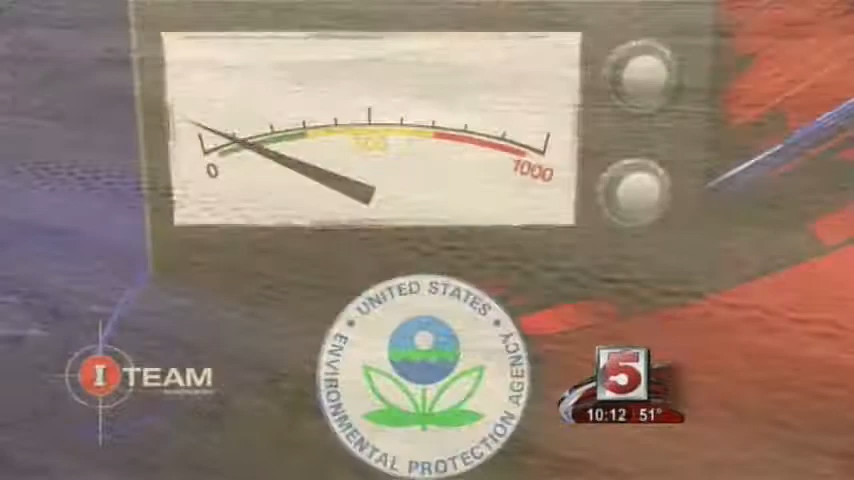 0
500
1000
UNITED STATES
ENVIRONMENTAL PROTECTION AGENCY
I TEAM
5
10:12 51°